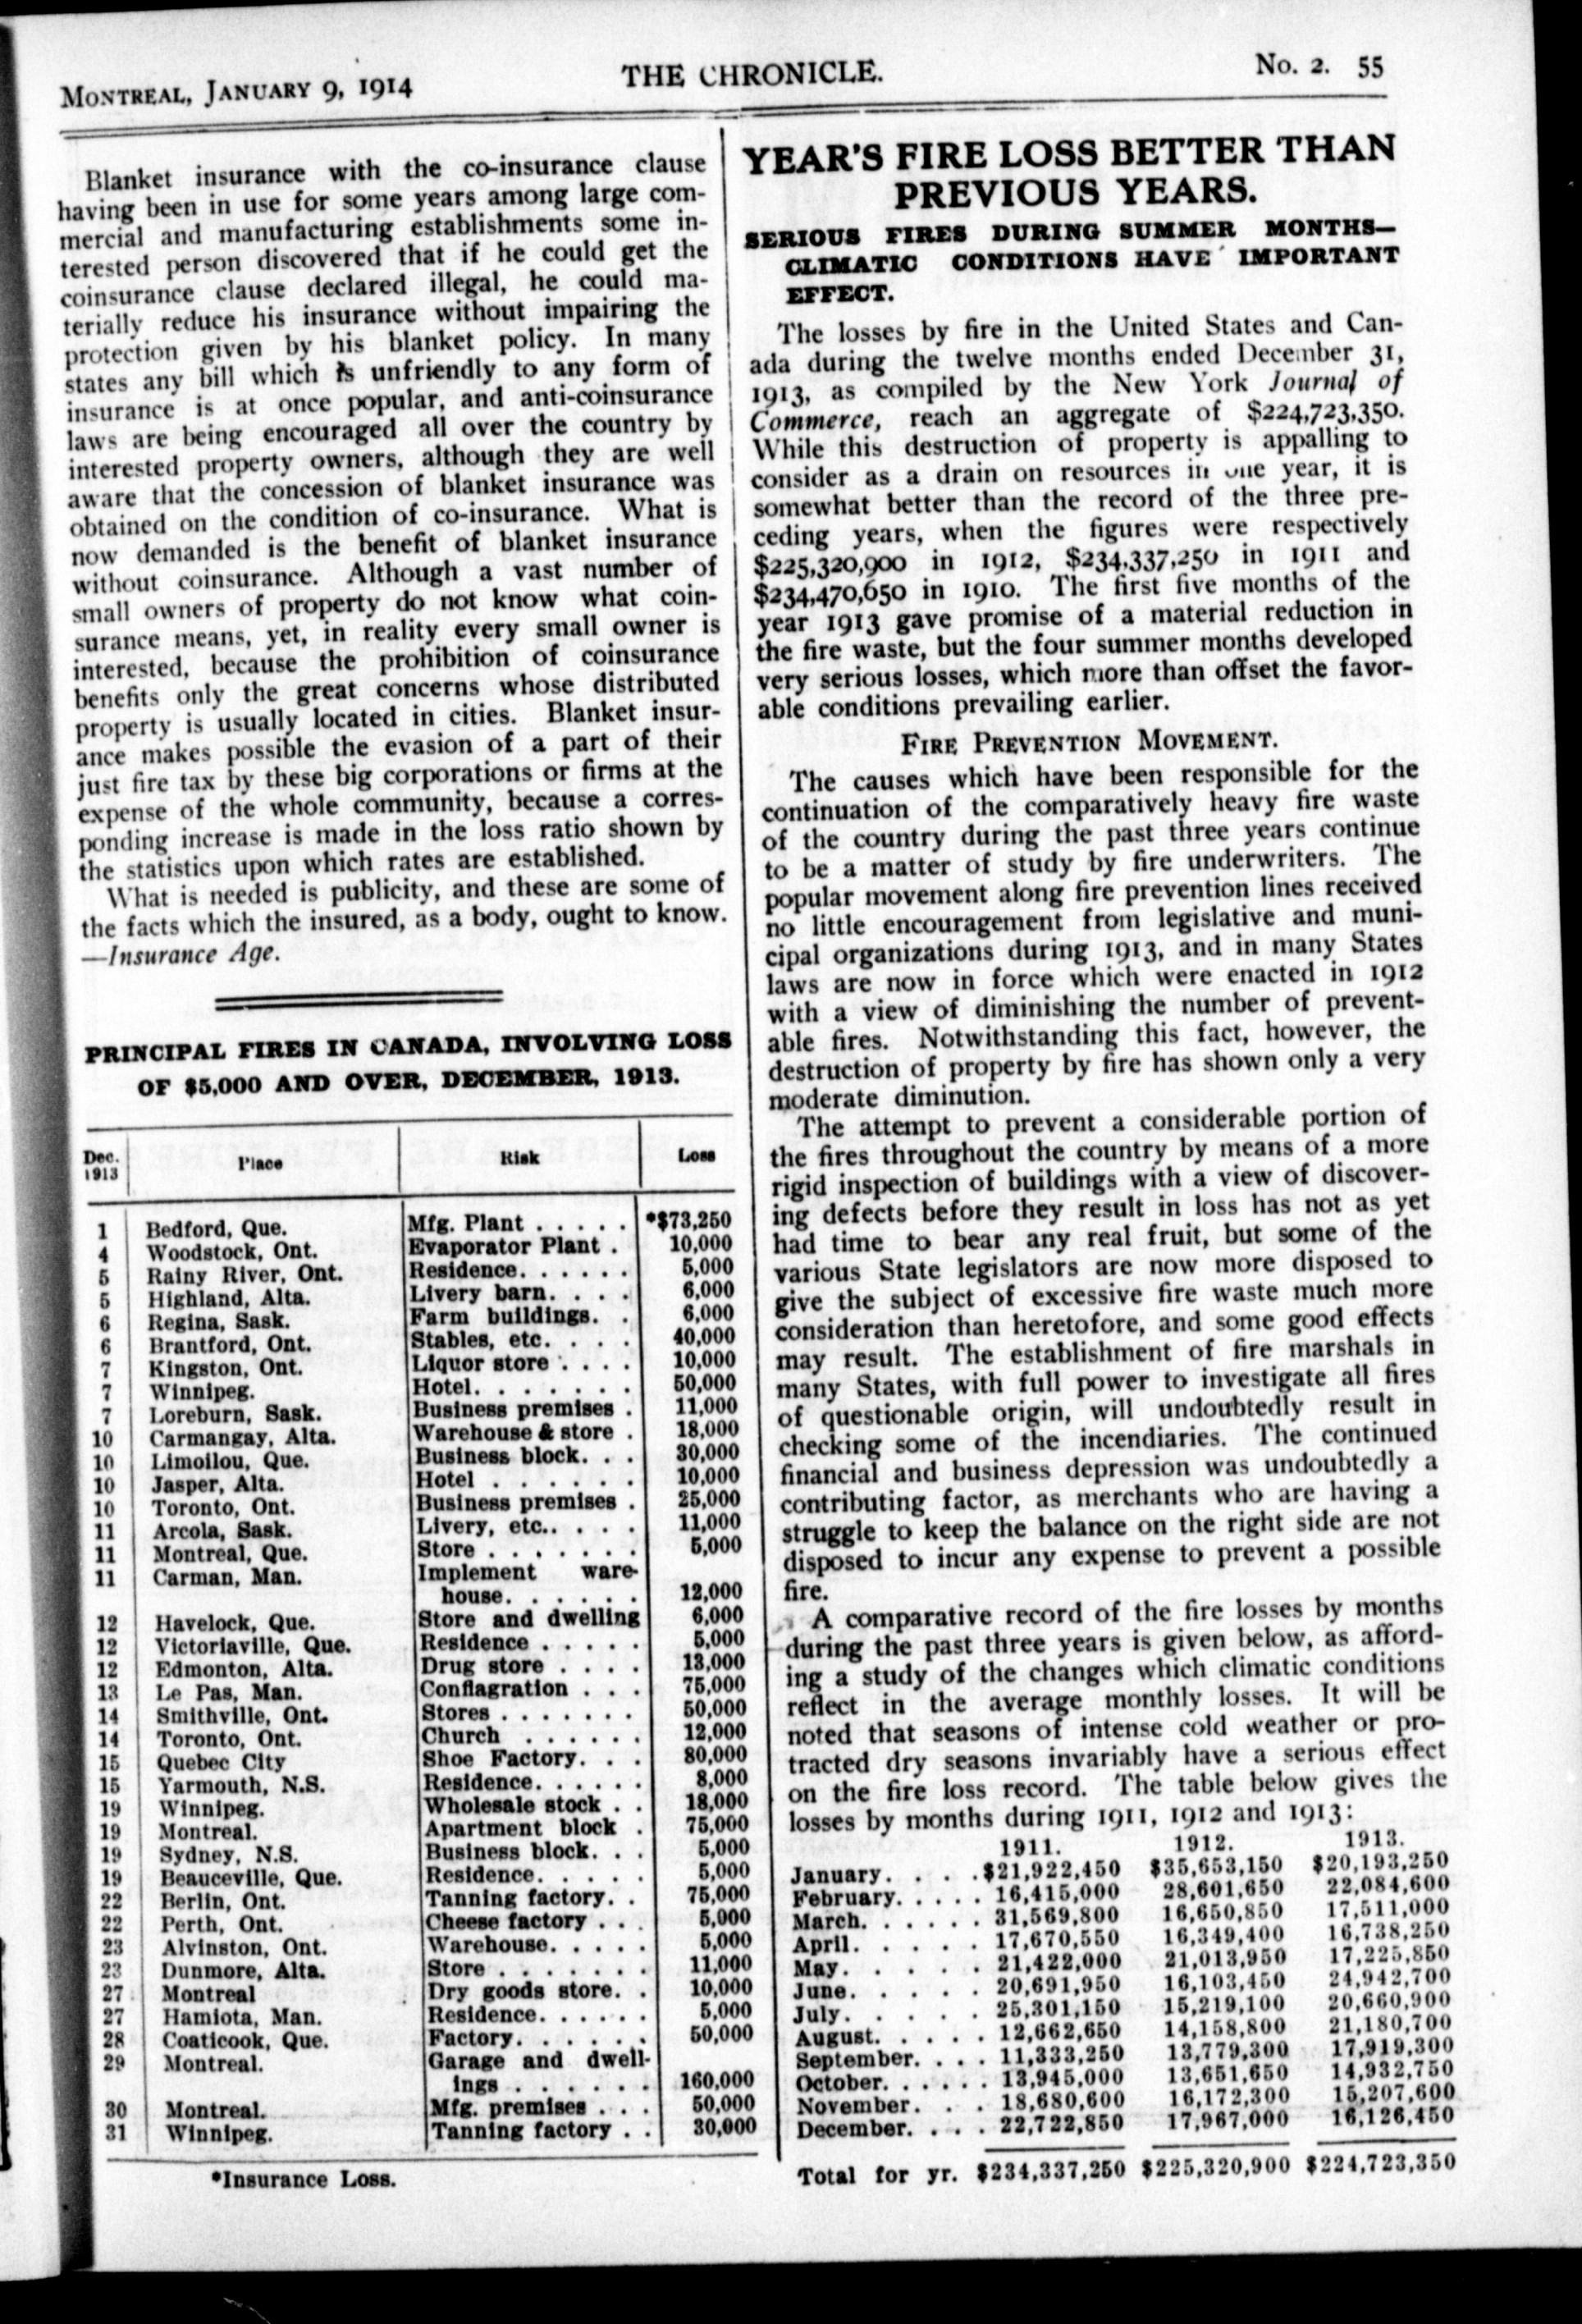 MONTREAL, JANUARY 9, 1914
THE CHRONICLE.
No. 2. 55
Blanket insurance with the co-insurance clause
having been in use for some years among large com-
mercial and manufacturing establishments some in-
terested person discovered that if he could get the
coinsurance clause declared illegal, he could ma-
terially reduce his insurance without impairing the
protection given by his blanket policy. In many
states any bill which is unfriendly to any form of
insurance is at once popular, and anti-coinsurance
laws are being encouraged all over the country by
interested property owners, although they are well
aware that the concession of blanket insurance was
obtained on the condition of co-insurance. What is
now demanded is the benefit of blanket insurance
without coinsurance. Although a vast number of
small owners of property do not know what coin-
surance means, yet, in reality every small owner is
interested, because the prohibition of coinsurance
benefits only the great concerns whose distributed
property is usually located in cities. Blanket insur-
ance makes possible the evasion of a part of their
just fire tax by these big corporations or firms at the
expense of the whole community, because a corres-
ponding increase is made in the loss ratio shown by
the statistics upon which rates are established.
What is needed is publicity, and these are some of
the facts which the insured, as a body, ought to know.
—Insurance Age.
PRINCIPAL FIRES IN CANADA, INVOLVING LOSS
OF $5,000 AND OVER, DECEMBER, 1913.
Dec. 1913 Place Risk Loss
1 Bedford, Que. Mfg. Plant . . . . . *$73,250
4 Woodstock, Ont. Evaporator Plant . 10,000
5 Rainy River, Ont. Residence. . . . . . 5,000
5 Highland, Alta. Livery barn. . . . 6,000
6 Regina, Sask. Farm buildings. . 6,000
6 Brantford, Ont. Stables, etc. . . . 40,000
7 Kingston, Ont. Liquor store . . . . 10,000
7 Winnipeg. Hotel. . . . . . . 50,000
7 Loreburn, Sask. Business premises . 11,000
10 Carmangay, Alta. Warehouse & store . 18,000
10 Limoilou, Que. Business block. . . 30,000
10 Jasper, Alta. Hotel . . . . . . 10,000
10 Toronto, Ont. Business premises . 25,000
11 Arcola, Sask. Livery, etc.. . . . 11,000
11 Montreal, Que. Store . . . . . . . 5,000
11 Carman, Man. Implement ware-
house. . . . . . 12,000
12 Havelock, Que. Store and dwelling 6,000
12 Victoriaville, Que. Residence . . . . . 5,000
12 Edmonton, Alta. Drug store . . . . 13,000
13 Le Pas, Man. Conflagration . . . 75,000
14 Smithville, Ont. Stores . . . . . . . 50,000
14 Toronto, Ont. Church . . . . . . 12,000
15 Quebec City Shoe Factory. . . 80,000
15 Yarmouth, N.S. Residence. . . . . . 8,000
19 Winnipeg. Wholesale stock . . 18,000
19 Montreal. Apartment block . 75,000
19 Sydney, N.S. Business block. . . 5,000
19 Beauceville, Que. Residence. . . . . 5,000
22 Berlin, Ont. Tanning factory. . 75,000
22 Perth, Ont. Cheese factory . . . 5,000
23 Alvinston, Ont. Warehouse. . . . . 5,000
23 Dunmore, Alta. Store . . . . . . . 11,000
27 Montreal Dry goods store. . 10,000
27 Hamiota, Man. Residence. . . . . . 5,000
28 Coaticook, Que. Factory. . . . . . 50,000
29 Montreal. Garage and dwell-
ings . . . . . . 160,000
30 Montreal. Mfg. premises . . . 50,000
31 Winnipeg. Tanning factory . . 30,000
*Insurance Loss.
YEAR'S FIRE LOSS BETTER THAN
PREVIOUS YEARS.
SERIOUS FIRES DURING SUMMER MONTHS—
CLIMATIC CONDITIONS HAVE IMPORTANT
EFFECT.
The losses by fire in the United States and Can-
ada during the twelve months ended December 31,
1913, as compiled by the New York Journal of
Commerce, reach an aggregate of $224,723,350.
While this destruction of property is appalling to
consider as a drain on resources in one year, it is
somewhat better than the record of the three pre-
ceding years, when the figures were respectively
$225,320,900 in 1912, $234,337,250 in 1911 and
$234,470,650 in 1910. The first five months of the
year 1913 gave promise of a material reduction in
the fire waste, but the four summer months developed
very serious losses, which more than offset the favor-
able conditions prevailing earlier.
FIRE PREVENTION MOVEMENT.
The causes which have been responsible for the
continuation of the comparatively heavy fire waste
of the country during the past three years continue
to be a matter of study by fire underwriters. The
popular movement along fire prevention lines received
no little encouragement from legislative and muni-
cipal organizations during 1913, and in many States
laws are now in force which were enacted in 1912
with a view of diminishing the number of prevent-
able fires. Notwithstanding this fact, however, the
destruction of property by fire has shown only a very
moderate diminution.
The attempt to prevent a considerable portion of
the fires throughout the country by means of a more
rigid inspection of buildings with a view of discover-
ing defects before they result in loss has not as yet
had time to bear any real fruit, but some of the
various State legislators are now more disposed to
give the subject of excessive fire waste much more
consideration than heretofore, and some good effects
may result. The establishment of fire marshals in
many States, with full power to investigate all fires
of questionable origin, will undoubtedly result in
checking some of the incendiaries. The continued
financial and business depression was undoubtedly a
contributing factor, as merchants who are having a
struggle to keep the balance on the right side are not
disposed to incur any expense to prevent a possible
fire.
A comparative record of the fire losses by months
during the past three years is given below, as afford-
ing a study of the changes which climatic conditions
reflect in the average monthly losses. It will be
noted that seasons of intense cold weather or pro-
tracted dry seasons invariably have a serious effect
on the fire loss record. The table below gives the
losses by months during 1911, 1912 and 1913:
1911. 1912. 1913.
January. . . .$21,922,450 $35,653,150 $20,193,250
February. . . . . 16,415,000 28,601,650 22,084,600
March. . . . . . 31,569,800 16,650,850 17,511,000
April. . . . . . 17,670,550 16,349,400 16,738,250
May. . . . . . 21,422,000 21,013,950 17,225,850
June. . . . . . 20,691,950 16,103,450 24,942,700
July. . . . . . 25,301,150 15,219,100 20,660,900
August. . . . . 12,662,650 14,158,800 21,180,700
September. . . . 11,333,250 13,779,300 17,919,300
October. . . . . . 13,945,000 13,651,650 14,932,750
November. . . . 18,680,600 16,172,300 15,207,600
December. . . . 22,722,850 17,967,000 16,126,450
Total for yr. $234,337,250 $225,320,900 $224,723,350